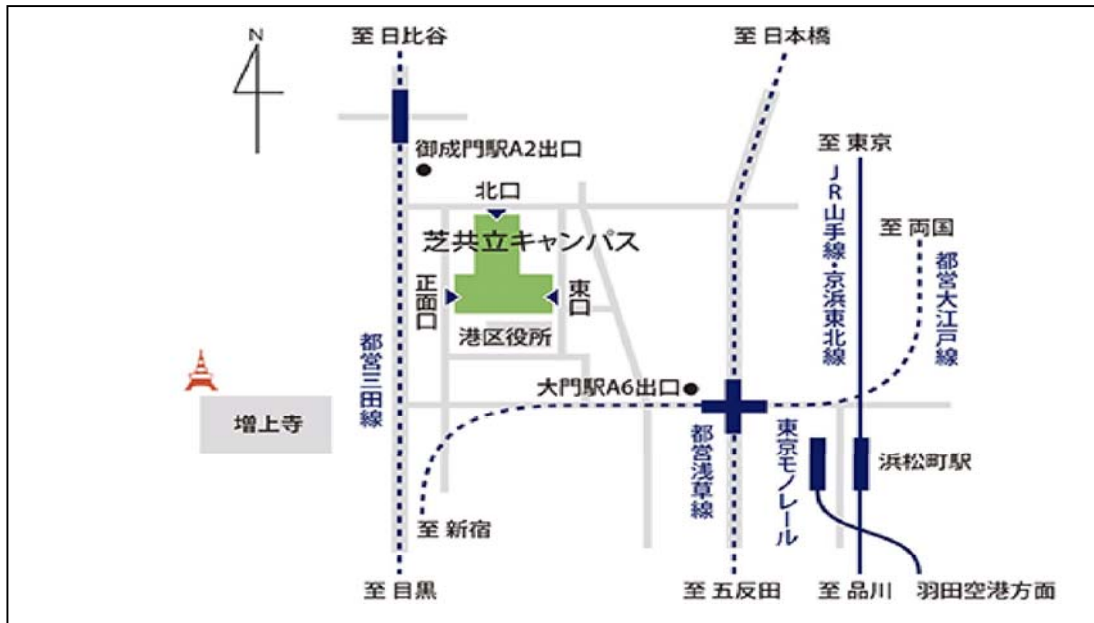 N
至 日比谷
至 日本橋
至 東京
御成門駅A2出口
北口
至 両国
芝共立キャンパス
正面口
東口
港区役所
JR山手線・京浜東北線
都営大江戸線
都営三田線
大門駅A6出口
増上寺
都営浅草線
東京モノレール
浜松町駅
至 新宿
至 目黒
至 五反田
至 品川
羽田空港方面